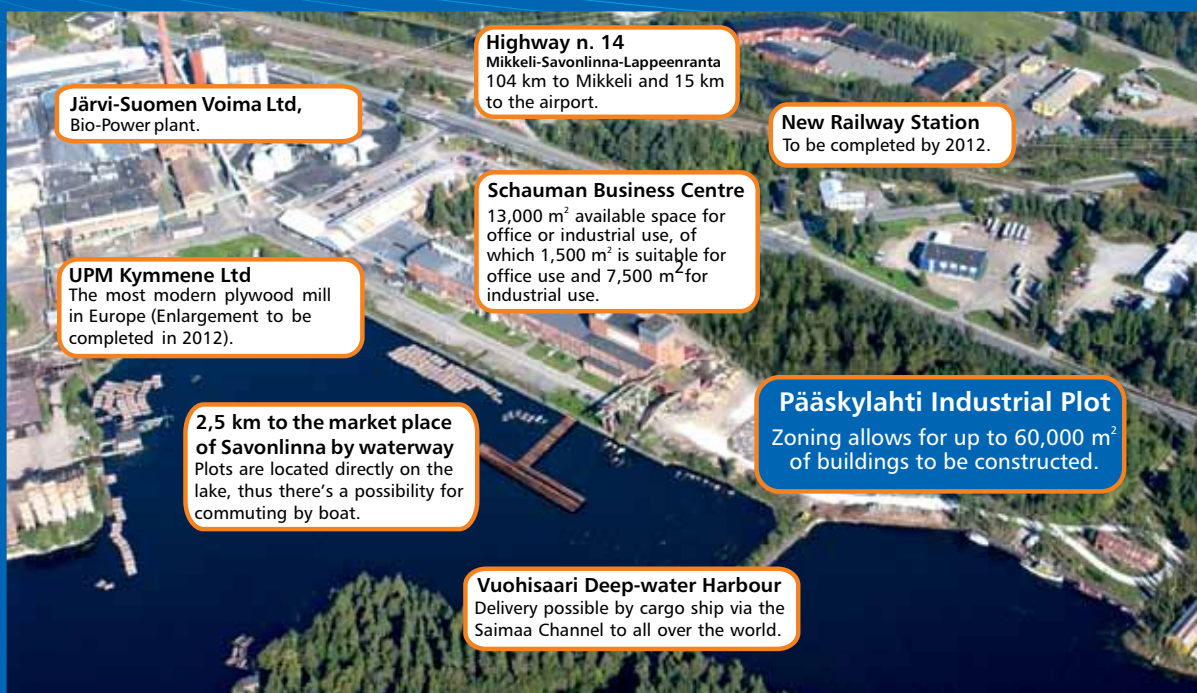 Highway n. 14
Mikkeli-Savonlinna-Lappeenranta
104 km to Mikkeli and 15 km
to the airport.
Järvi-Suomen Voima Ltd,
Bio-Power plant.
New Railway Station
To be completed by 2012.
Schauman Business Centre
13,000 m² available space for
office or industrial use, of
which 1,500 m² is suitable for
office use and 7,500 m² for
industrial use.
UPM Kymmene Ltd
The most modern plywood mill
in Europe (Enlargement to be
completed in 2012).
Pääskylahti Industrial Plot
Zoning allows for up to 60,000 m²
of buildings to be constructed.
2,5 km to the market place
of Savonlinna by waterway
Plots are located directly on the
lake, thus there's a possibility for
commuting by boat.
Vuohisaari Deep-water Harbour
Delivery possible by cargo ship via the
Saimaa Channel to all over the world.